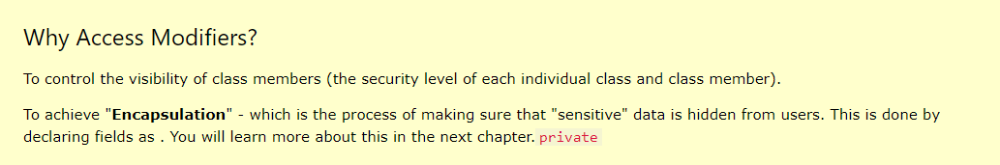 Why Access Modifiers?
To control the visibility of class members (the security level of each individual class and class member).
To achieve "Encapsulation" - which is the process of making sure that "sensitive" data is hidden from users. This is done by
declaring fields as . You will learn more about this in the next chapter. private